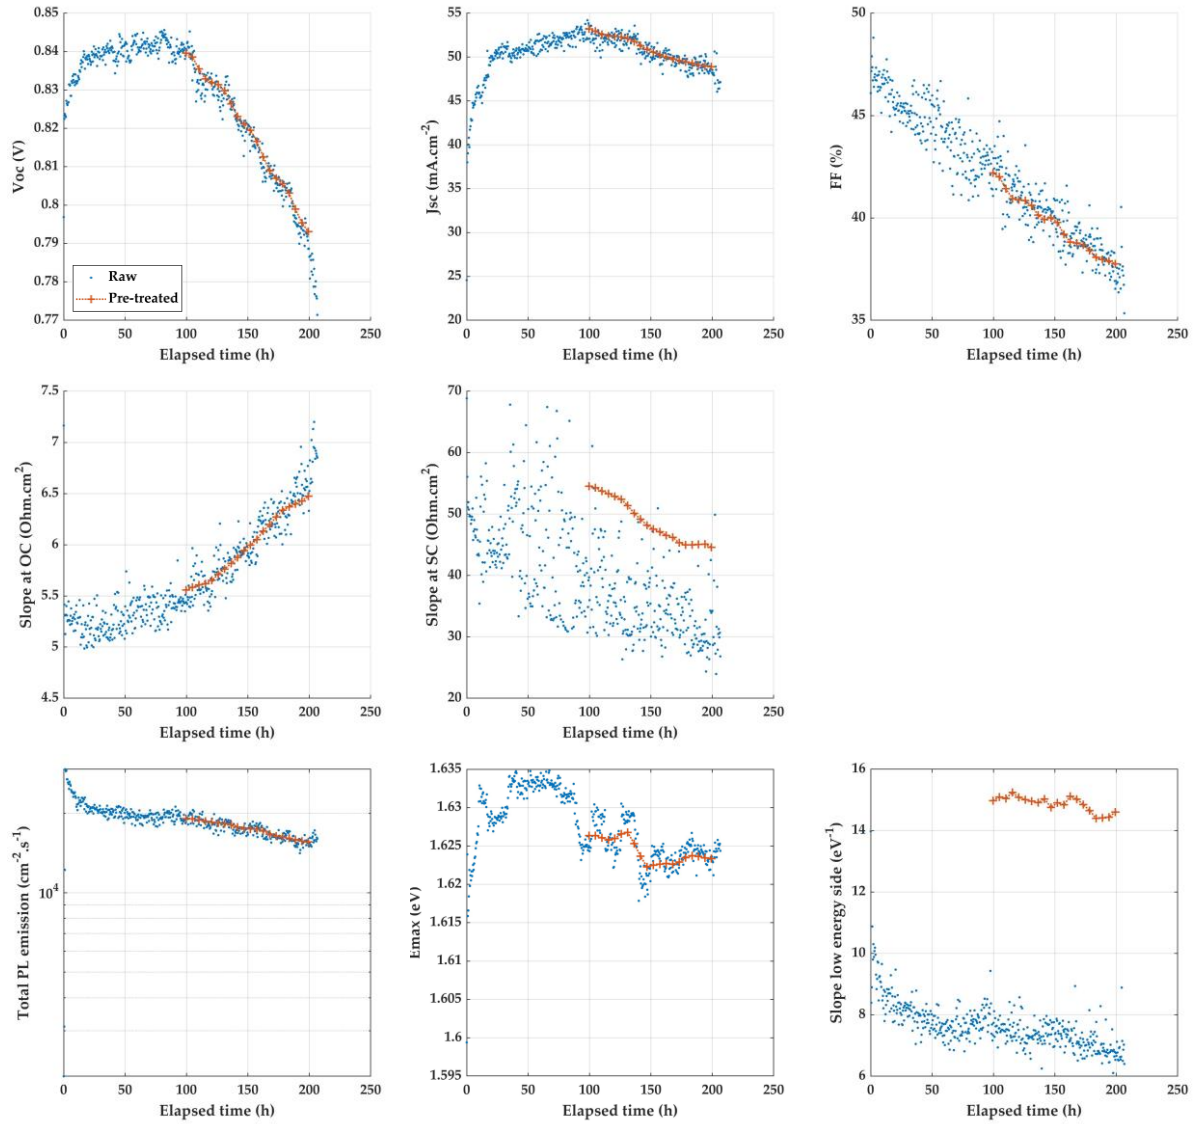 0.85
0.84
0.83
0.82
0.81
0.8
0.79
0.78
0.77
Voc (V)
Raw
Pre-treated
0 50 100 150 200 250
Elapsed time (h)
55
50
45
40
35
30
25
20
Jsc (mA.cm-2)
0 50 100 150 200 250
Elapsed time (h)
50
45
40
35
FF (%)
0 50 100 150 200 250
Elapsed time (h)
7.5
7
6.5
6
5.5
5
4.5
Slope at OC (Ohm.cm2)
0 50 100 150 200 250
Elapsed time (h)
70
60
50
40
30
20
Slope at SC (Ohm.cm2)
0 50 100 150 200 250
Elapsed time (h)
104
Total PL emission (cm-2.s-1)
0 50 100 150 200 250
Elapsed time (h)
1.635
1.63
1.625
1.62
1.615
1.61
1.605
1.6
1.595
Emax (eV)
0 50 100 150 200 250
Elapsed time (h)
16
14
12
10
8
6
Slope low energy side (eV-1)
0 50 100 150 200 250
Elapsed time (h)